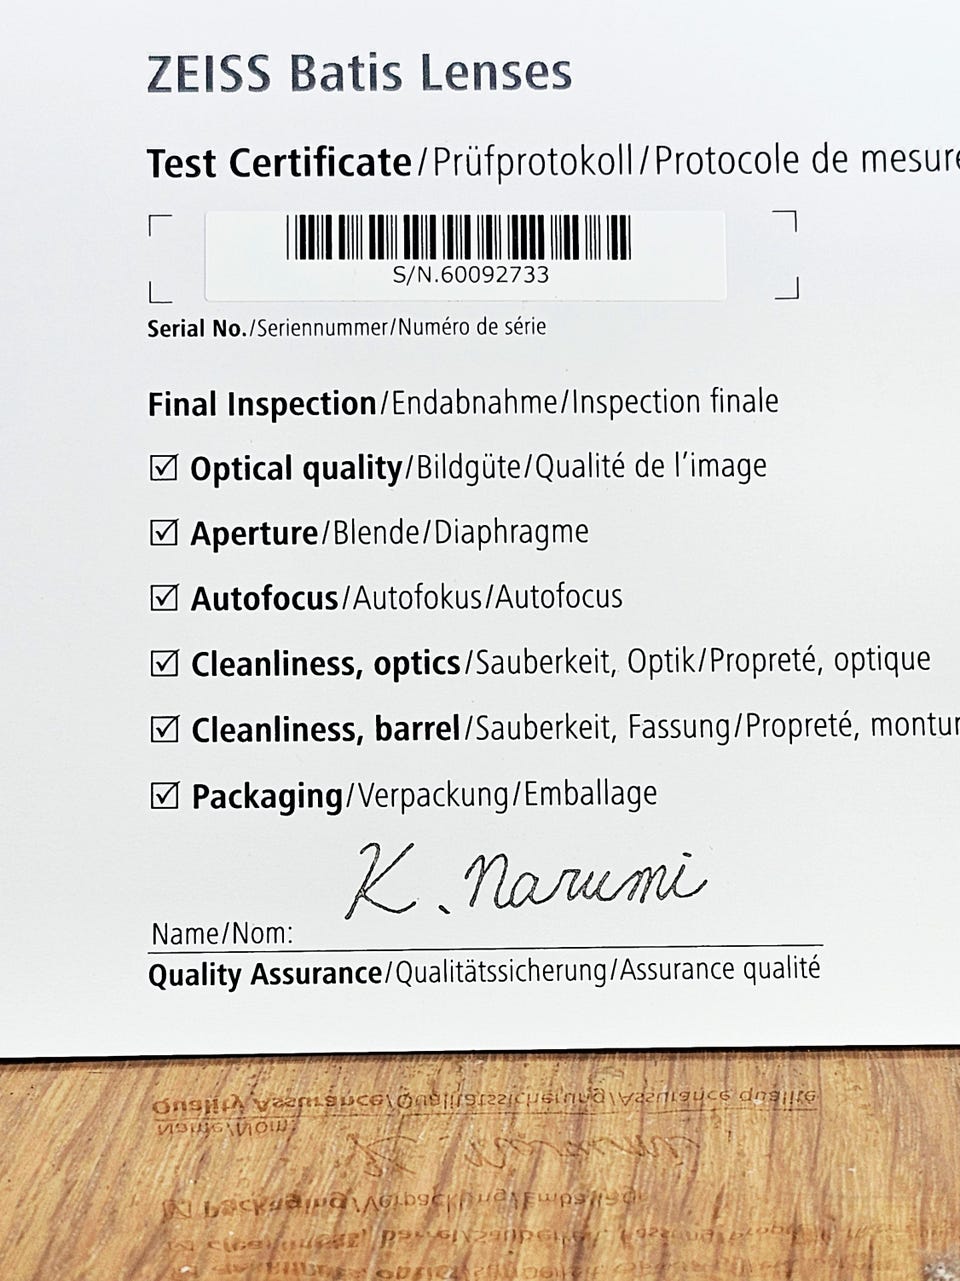 ZEISS Batis Lenses
Test Certificate/Prüfprotokoll/Protocole de mesure
S/N.60092733
Serial No./Seriennummer/Numéro de série
Final Inspection/Endabnahme/Inspection finale
☑ Optical quality/Bildgüte/Qualité de l'image
☑ Aperture/Blende/Diaphragme
☑ Autofocus/Autofokus/Autofocus
☑ Cleanliness, optics/Sauberkeit, Optik/Propreté, optique
☑ Cleanliness, barrel/Sauberkeit, Fassung/Propreté, montur
☑ Packaging/Verpackung/Emballage
K. Narumi
Name/Nom:
Quality Assurance/Qualitätssicherung/Assurance qualité